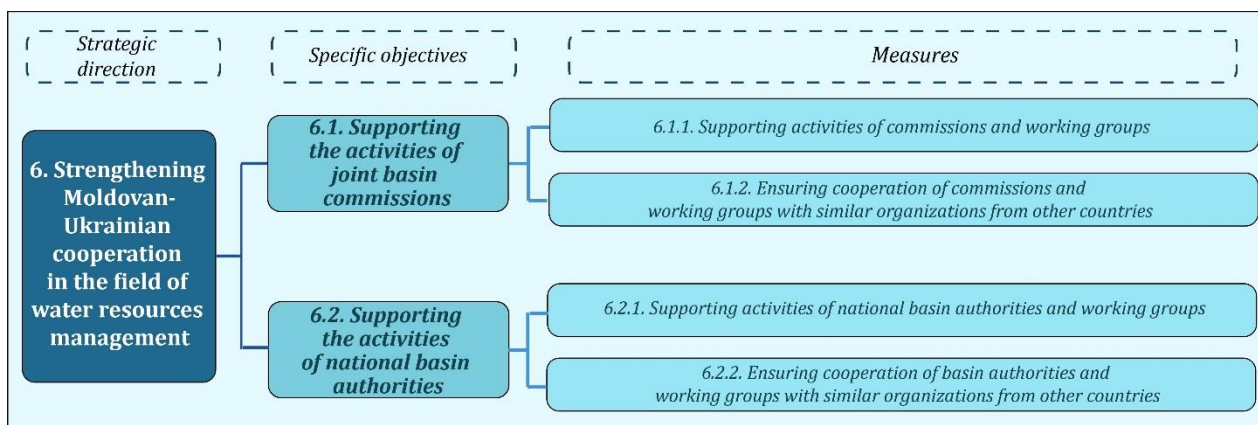 Strategic
direction
Specific objectives
Measures
6. Strengthening
Moldovan-
Ukrainian
cooperation
in the field of
water resources
management
6.1. Supporting
the activities of
joint basin
commissions
6.1.1. Supporting activities of commissions and working groups
6.1.2. Ensuring cooperation of commissions and
working groups with similar organizations from other countries
6.2. Supporting
the activities
of national basin
authorities
6.2.1. Supporting activities of national basin authorities and working groups
6.2.2. Ensuring cooperation of basin authorities and
working groups with similar organizations from other countries